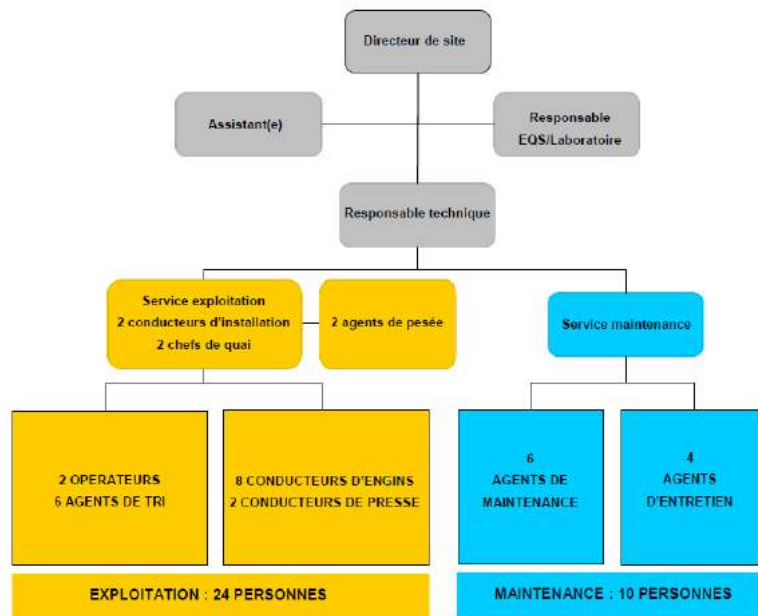 Directeur de site
Assistant(e)
Responsable
EQS/Laboratoire
Responsable technique
Service exploitation
2 conducteurs d'installation
2 chefs de quai
2 agents de pesée
Service maintenance
2 OPERATEURS
6 AGENTS DE TRI
8 CONDUCTEURS D'ENGINS
2 CONDUCTEURS DE PRESSE
6
AGENTS DE
MAINTENANCE
4
AGENTS
D'ENTRETIEN
EXPLOITATION : 24 PERSONNES
MAINTENANCE : 10 PERSONNES